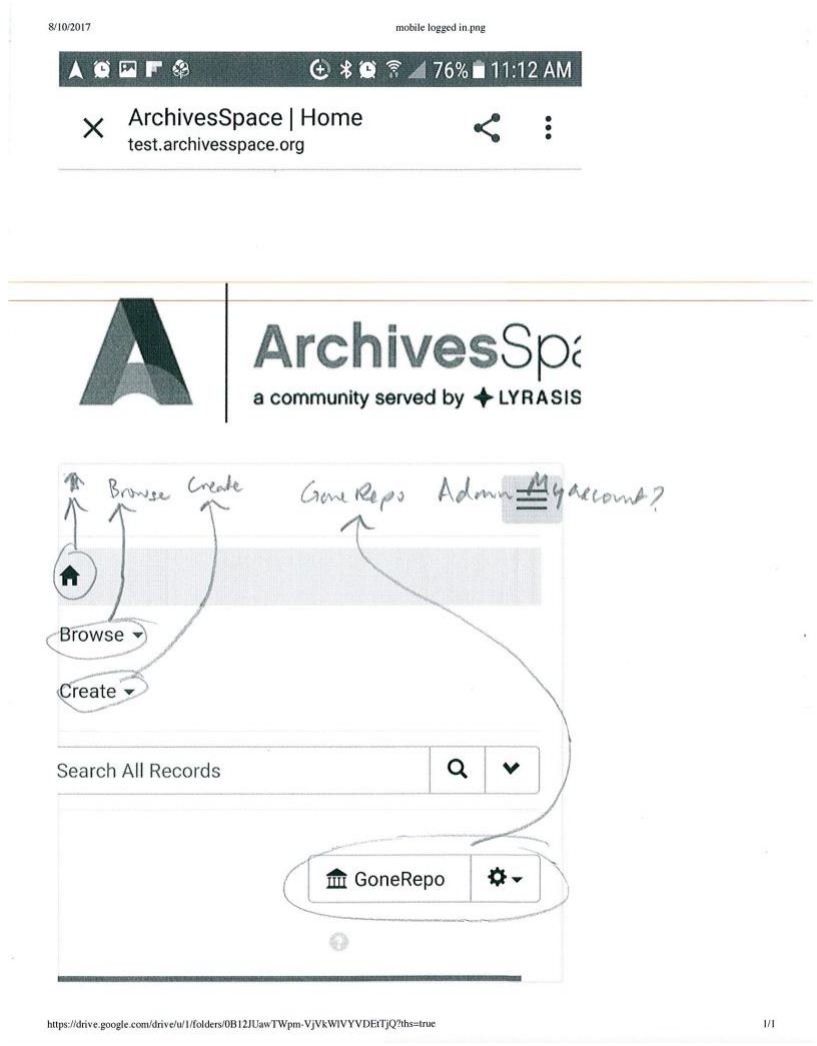 8/10/2017 mobile logged in.png
76% 11:12 AM
ArchivesSpace | Home
test.archivesspace.org
ArchivesSpa
a community served by LYRASIS
Browse Create GoneRepo Admin My account?
Browse
Create
Search All Records
GoneRepo
?
https://drive.google.com/drive/u/1/folders/0B12JUawTWpm-VjVkWlVYVDEtTjQ?ths=true 1/1